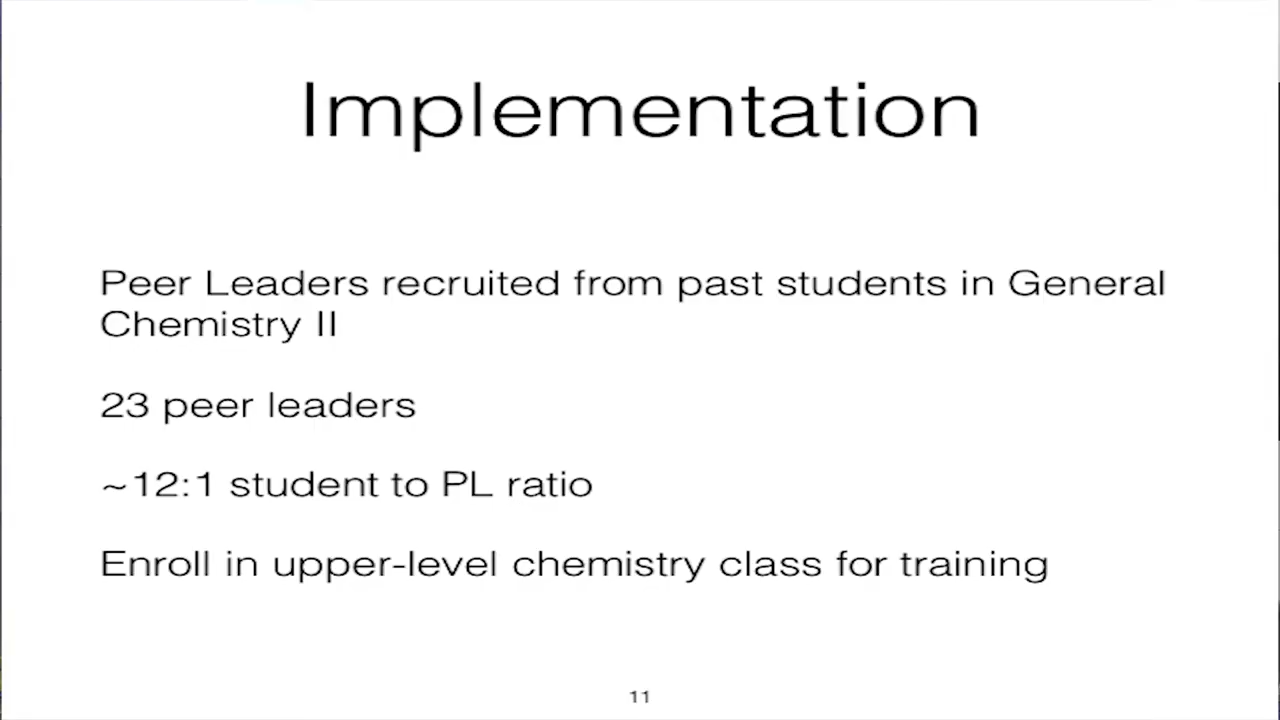 Implementation
Peer Leaders recruited from past students in General
Chemistry II
23 peer leaders
~12:1 student to PL ratio
Enroll in upper-level chemistry class for training
11